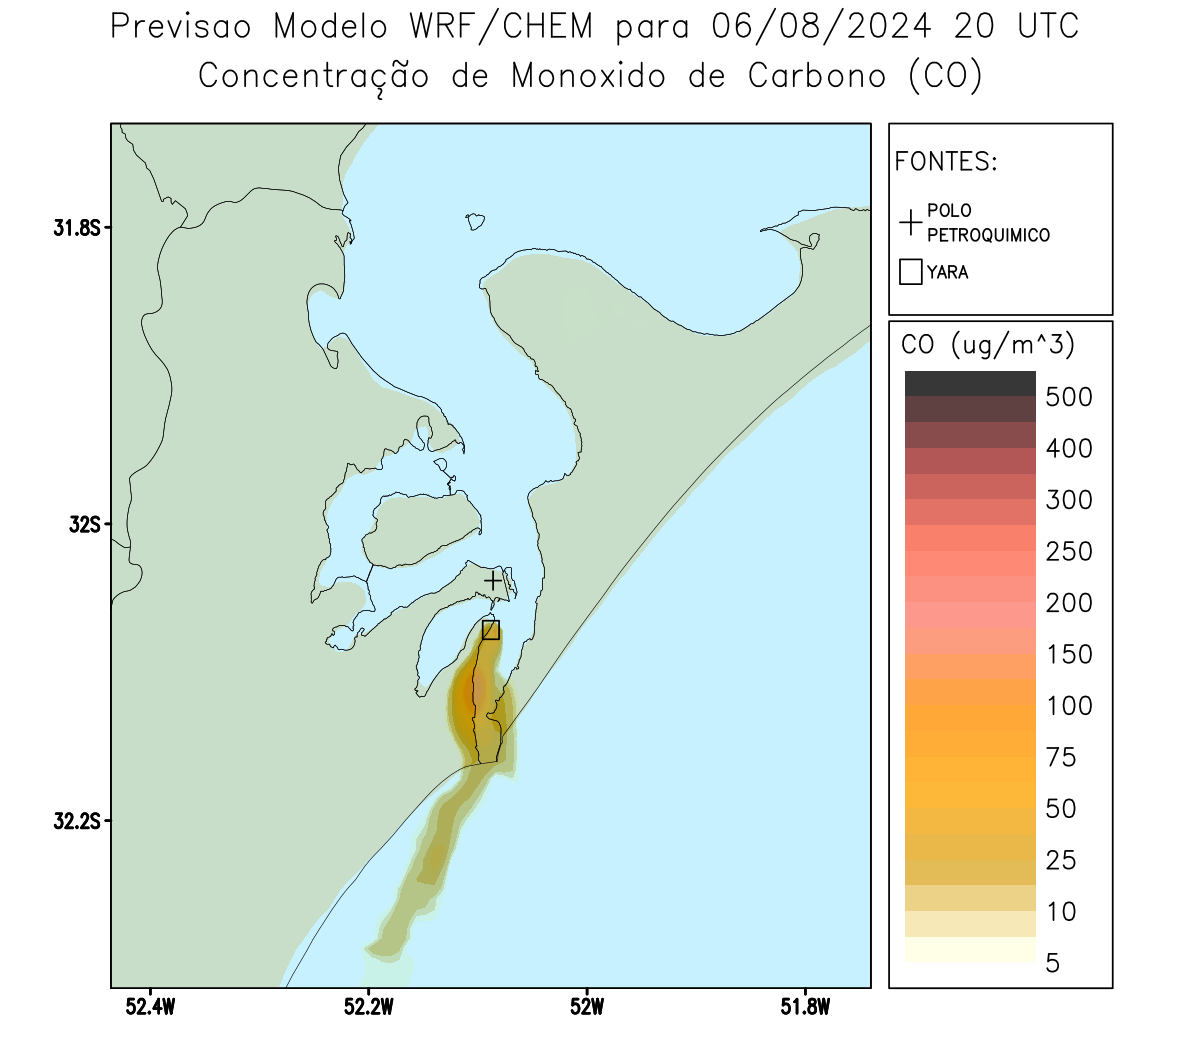 Previsao Modelo WRF/CHEM para 06/08/2024 20 UTC
Concentração de Monoxido de Carbono (CO)
FONTES:
POLO
PETROQUIMICO
YARA
CO (ug/m^3)
500
400
300
250
200
150
100
75
50
25
10
5
31.8S
32S
32.2S
52.4W
52.2W
52W
51.8W